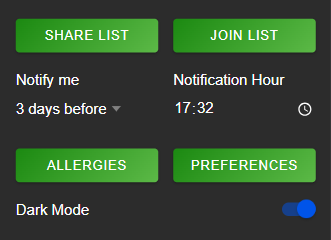 SHARE LIST JOIN LIST
Notify me Notification Hour
3 days before 17:32
ALLERGIES PREFERENCES
Dark Mode